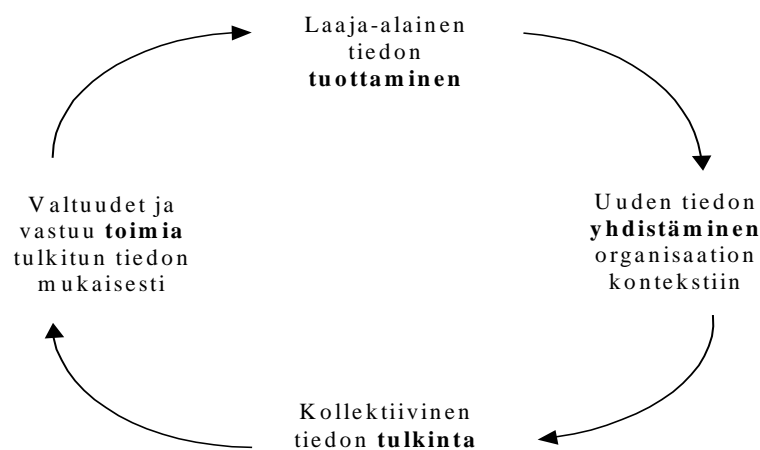 Laaja-alainen
tiedon
tuottaminen
Uuden tiedon
yhdistäminen
organisaation
kontekstiin
Kollektiivinen
tiedon tulkinta
Valtuudet ja
vastuu toimia
tulkitun tiedon
mukaisesti